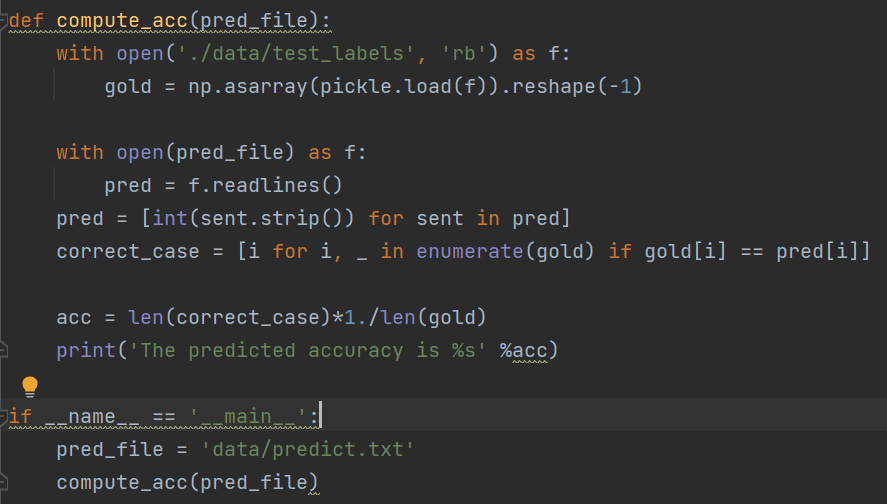 def compute_acc(pred_file):
    with open('./data/test_labels', 'rb') as f:
        gold = np.asarray(pickle.load(f)).reshape(-1)
    with open(pred_file) as f:
        pred = f.readlines()
    pred = [int(sent.strip()) for sent in pred]
    correct_case = [i for i, _ in enumerate(gold) if gold[i] == pred[i]]
    acc = len(correct_case)*1./len(gold)
    print('The predicted accuracy is %s' %acc)
if __name__ == '__main__':
    pred_file = 'data/predict.txt'
    compute_acc(pred_file)